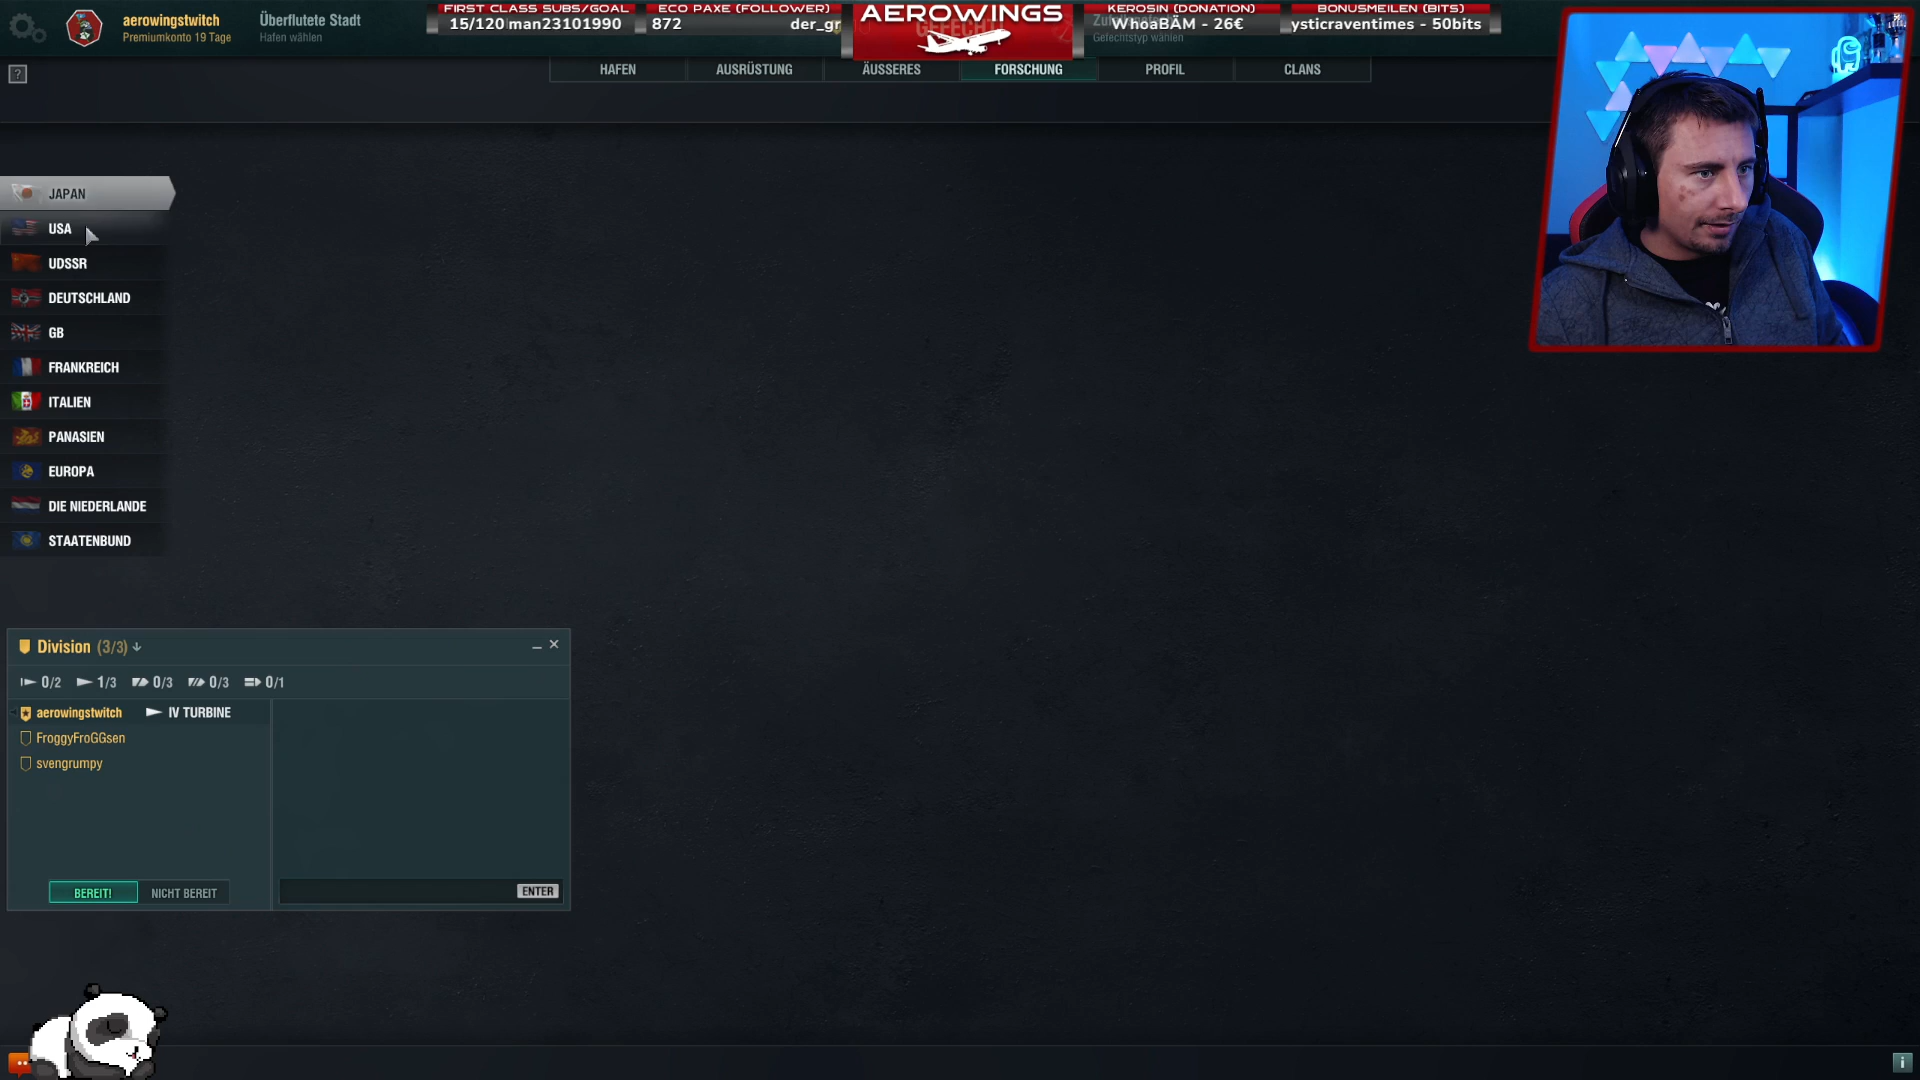 aerowingstwitch
Premiumkonto 19 Tage
Überflutete Stadt
Hafen wählen
FIRST CLASS SUBS/GOAL
15/120 man23101990
ECO PAXE (FOLLOWER)
872 der_gr
AEROWINGS
KEROSIN (DONATION)
WhoaBÄM - 26€
Gefechtstyp wählen
BONUSMEILEN (BITS)
ysticraventimes - 50bits
?
HAFEN
AUSRÜSTUNG
ÄUSSERES
FORSCHUNG
PROFIL
CLANS
JAPAN
USA
UDSSR
DEUTSCHLAND
GB
FRANKREICH
ITALIEN
PANASIEN
EUROPA
DIE NIEDERLANDE
STAATENBUND
Division (3/3)
0/2 1/3 0/3 0/3 0/1
aerowingstwitch IV TURBINE
FroggyFroGGsen
svengrumpy
BEREIT! NICHT BEREIT
ENTER
i